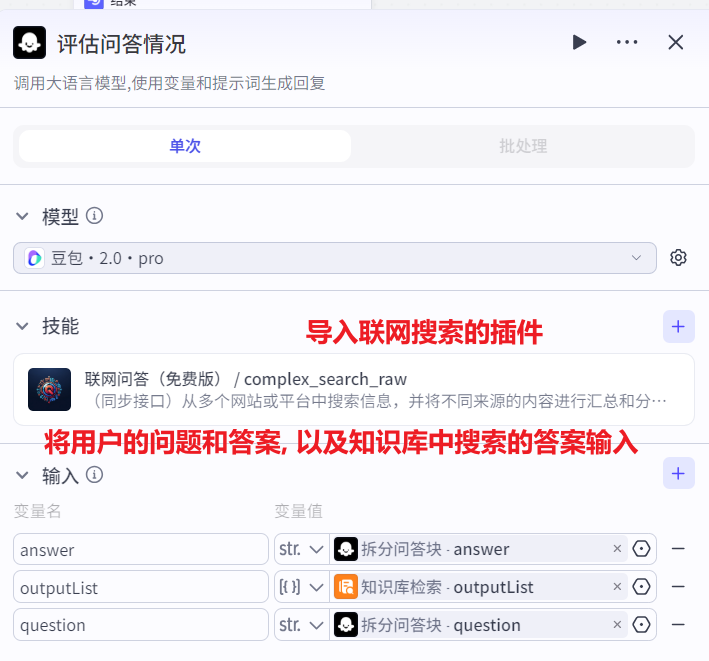 结束
评估问答情况
调用大语言模型,使用变量和提示词生成回复
单次
批处理
模型
豆包・2.0・pro
技能
导入联网搜索的插件
联网问答（免费版） / complex_search_raw
（同步接口）从多个网站或平台中搜索信息，并将不同来源的内容进行汇总和分…
将用户的问题和答案, 以及知识库中搜索的答案输入
输入
变量名 变量值
answer str. 拆分问答块 - answer
outputList [{}] 知识库检索 - outputList
question str. 拆分问答块 - question